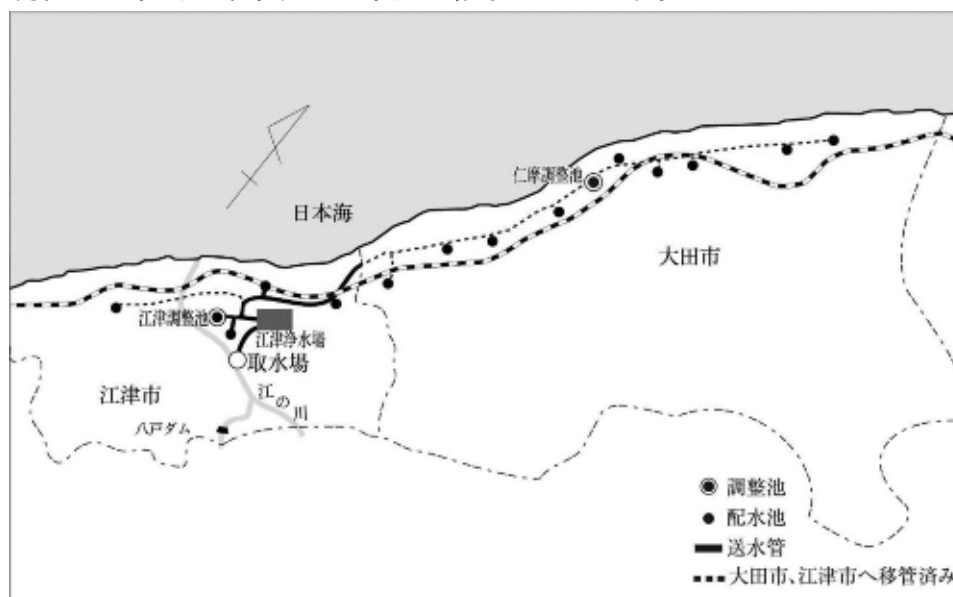 日本海
仁摩調整池
大田市
江津調整池
江津浄水場
取水場
江の川
江津市
八戸ダム
調整池
配水池
送水管
大田市、江津市へ移管済み